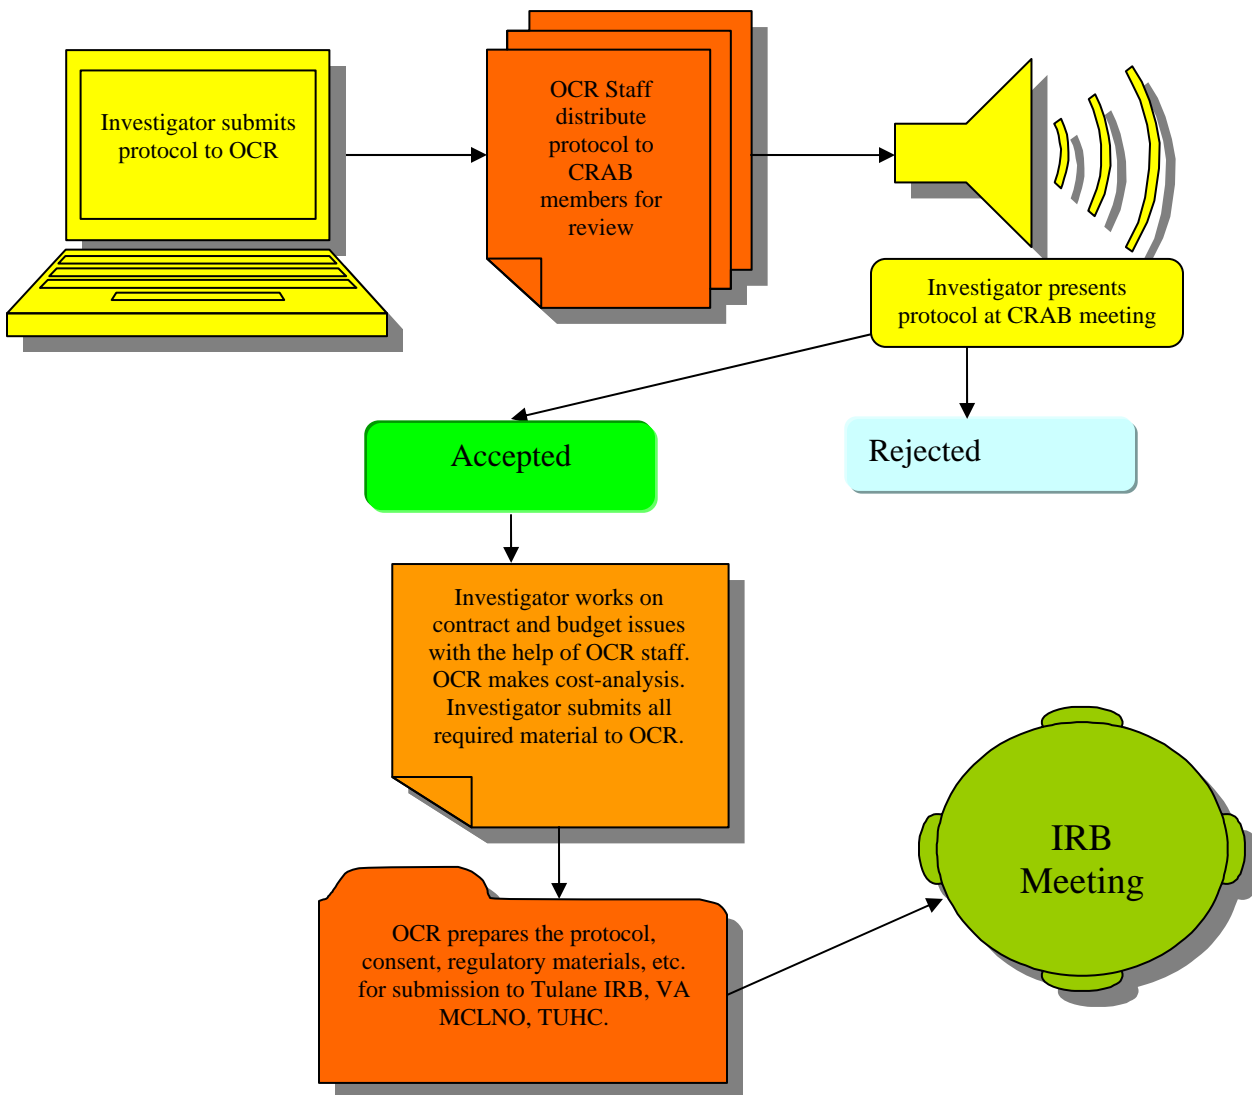 Investigator submits
protocol to OCR
OCR Staff
distribute
protocol to
CRAB
members for
review
Investigator presents
protocol at CRAB meeting
Accepted
Rejected
Investigator works on
contract and budget issues
with the help of OCR staff.
OCR makes cost-analysis.
Investigator submits all
required material to OCR.
OCR prepares the protocol,
consent, regulatory materials, etc.
for submission to Tulane IRB, VA
MCLNO, TUHC.
IRB
Meeting